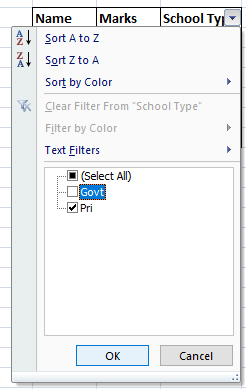 Name Marks School Typ
Sort A to Z
Sort Z to A
Sort by Color
Clear Filter From "School Type"
Filter by Color
Text Filters
(Select All)
Govt
Pri
OK Cancel